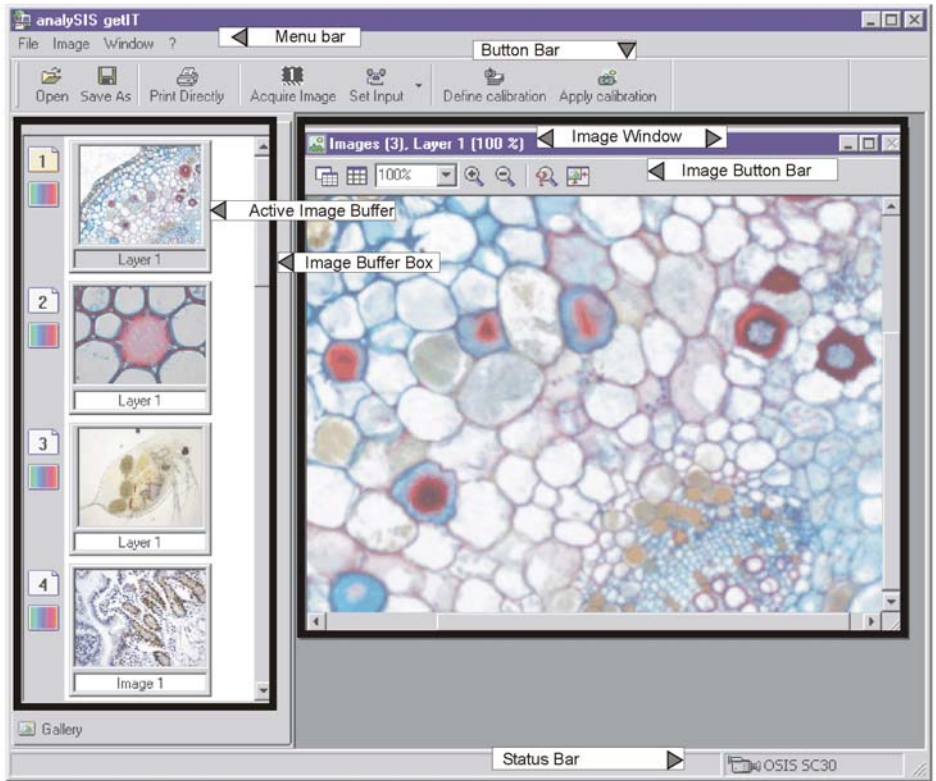 analySIS getIT
Menu bar
File Image Window ?
Button Bar
Open Save As Print Directly Acquire Image Set Input Define calibration Apply calibration
1
Layer 1
2
Layer 1
3
Layer 1
4
Image 1
Active Image Buffer
Image Buffer Box
Images (3), Layer 1 (100 %)
Image Window
100%
Image Button Bar
Gallery
Status Bar
OSIS SC30